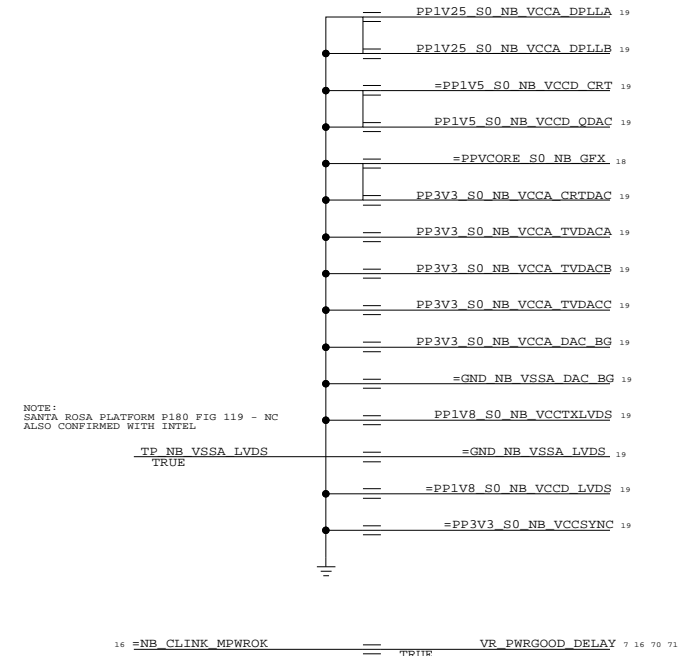 PP1V25_S0_NB_VCCA_DPLLA 19
PP1V25_S0_NB_VCCA_DPLLB 19
=PP1V5_S0_NB_VCCD_CRT 19
PP1V5_S0_NB_VCCD_QDAC 19
=PPVCORE_S0_NB_GFX 18
PP3V3_S0_NB_VCCA_CRTDAC 19
PP3V3_S0_NB_VCCA_TVDACA 19
PP3V3_S0_NB_VCCA_TVDACB 19
PP3V3_S0_NB_VCCA_TVDACC 19
PP3V3_S0_NB_VCCA_DAC_BG 19
=GND_NB_VSSA_DAC_BG 19
NOTE:
SANTA ROSA PLATFORM P180 FIG 119 - NC
ALSO CONFIRMED WITH INTEL
PP1V8_S0_NB_VCCTXLVDS 19
TP_NB_VSSA_LVDS
TRUE
=GND_NB_VSSA_LVDS 19
=PP1V8_S0_NB_VCCD_LVDS 19
=PP3V3_S0_NB_VCCSYNC 19
16 =NB_CLINK_MPWROK
VR_PWRGOOD_DELAY 7 16 70 71
TRUE